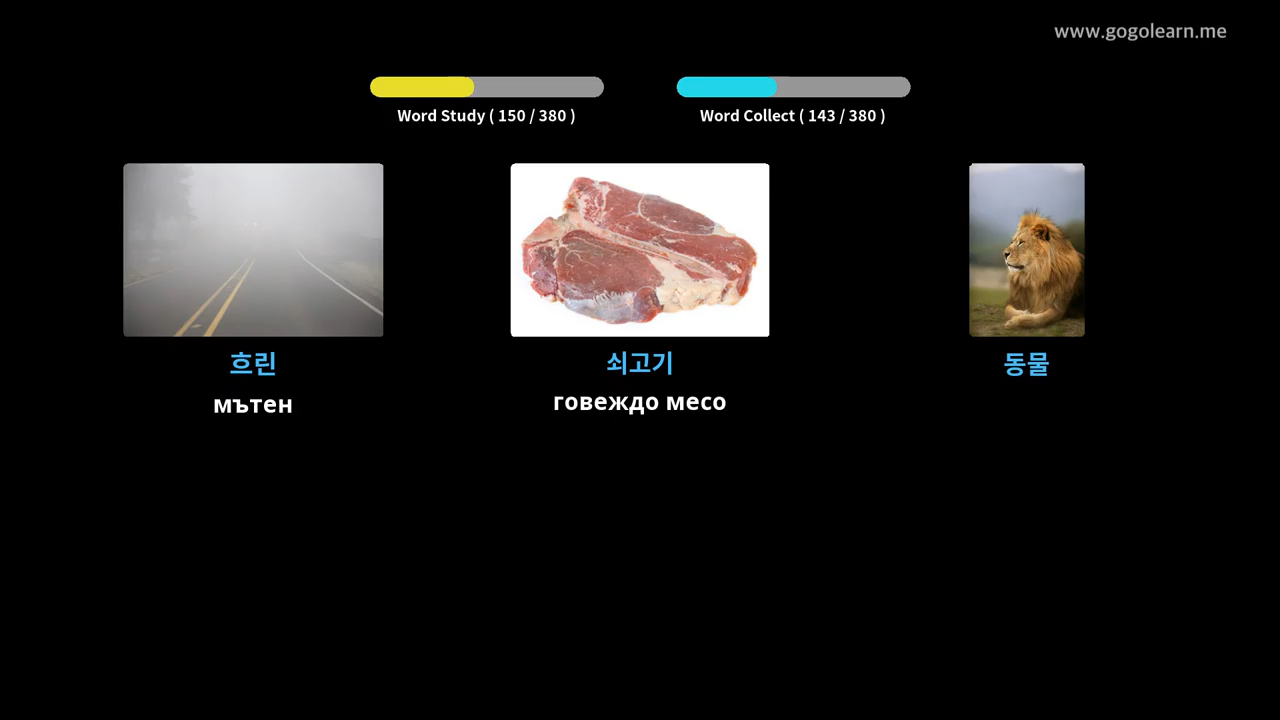 www.gogolearn.me
Word Study ( 150 / 380 )
Word Collect ( 143 / 380 )
흐린
쇠고기
동물
мътен
говеждо месо